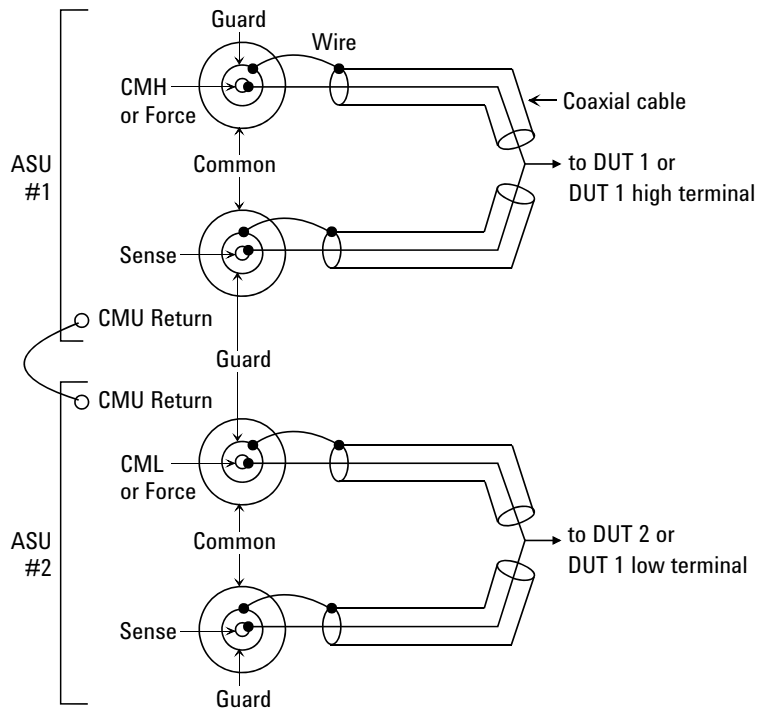 Guard
Wire
CMH
or Force
Coaxial cable
ASU
#1
Common
to DUT 1 or
DUT 1 high terminal
Sense
CMU Return
Guard
CMU Return
CML
or Force
ASU
#2
Common
to DUT 2 or
DUT 1 low terminal
Sense
Guard